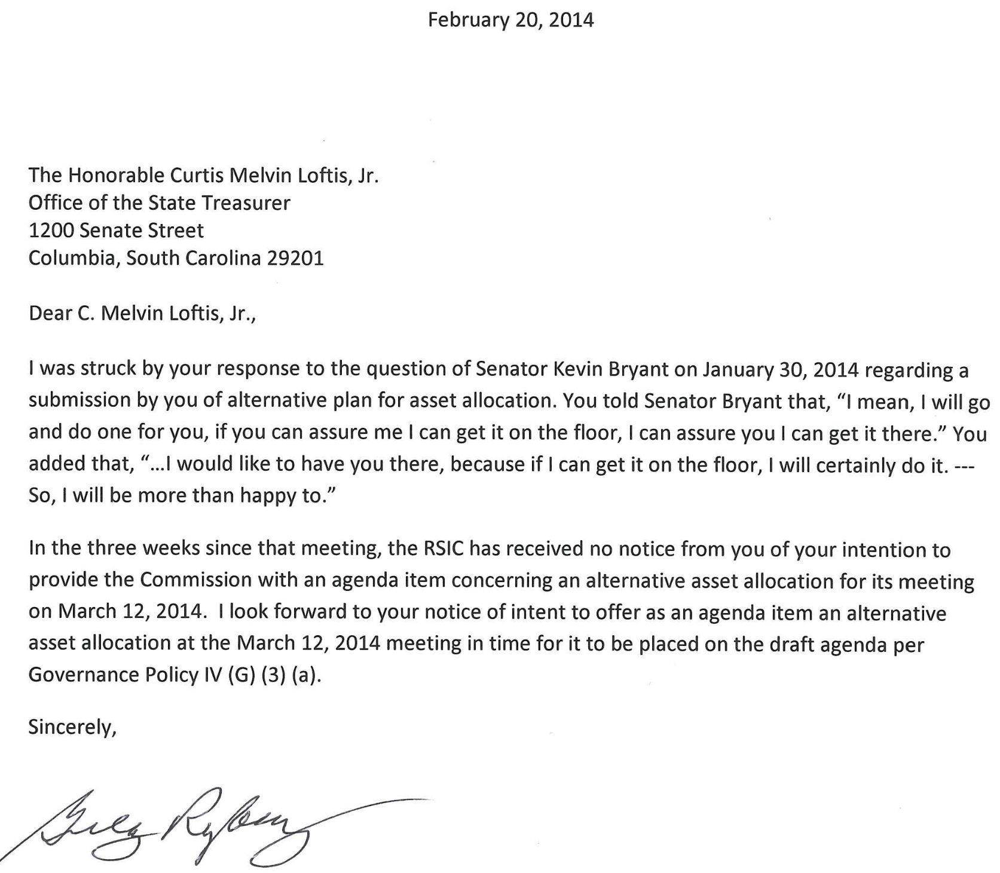 February 20, 2014
The Honorable Curtis Melvin Loftis, Jr.
Office of the State Treasurer
1200 Senate Street
Columbia, South Carolina 29201
Dear C. Melvin Loftis, Jr.,
I was struck by your response to the question of Senator Kevin Bryant on January 30, 2014 regarding a
submission by you of alternative plan for asset allocation. You told Senator Bryant that, “I mean, I will go
and do one for you, if you can assure me I can get it on the floor, I can assure you I can get it there.” You
added that, “...I would like to have you there, because if I can get it on the floor, I will certainly do it. ---
So, I will be more than happy to.”
In the three weeks since that meeting, the RSIC has received no notice from you of your intention to
provide the Commission with an agenda item concerning an alternative asset allocation for its meeting
on March 12, 2014.  I look forward to your notice of intent to offer as an agenda item an alternative
asset allocation at the March 12, 2014 meeting in time for it to be placed on the draft agenda per
Governance Policy IV (G) (3) (a).
Sincerely,